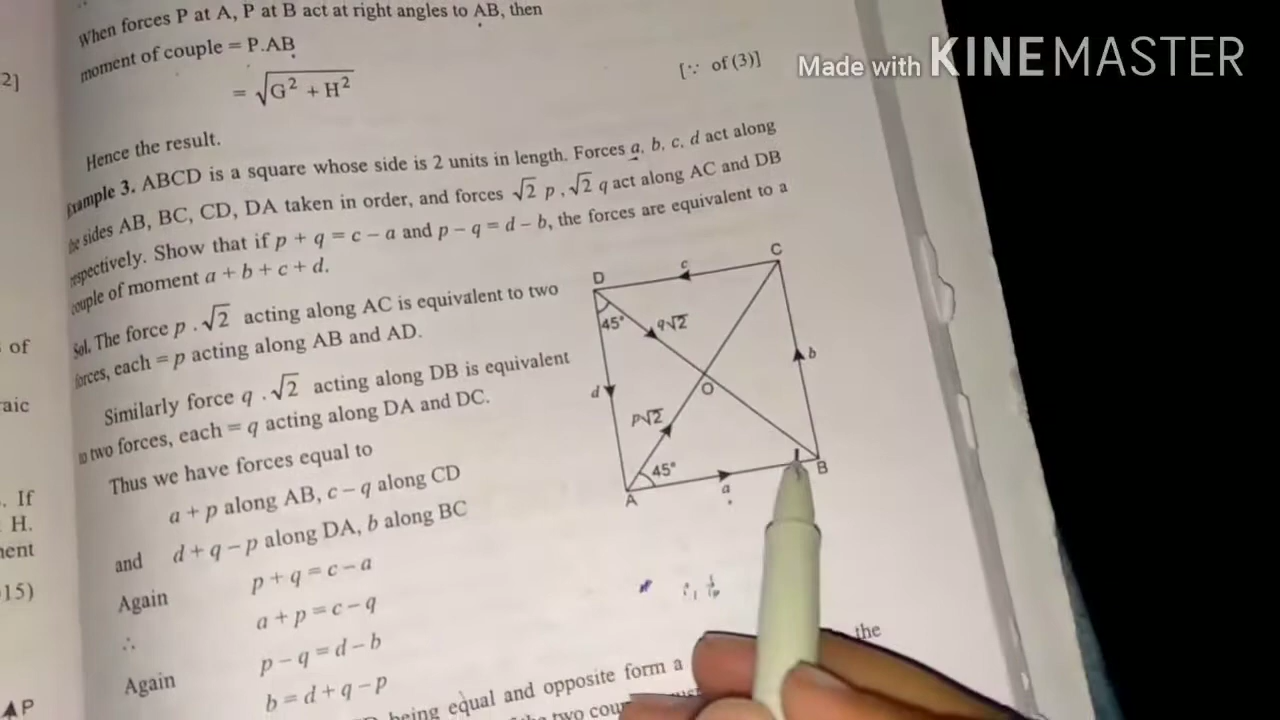 When forces P at A, P at B act at right angles to AB, then
moment of couple = P.AB
= √G² + H²
[∵ of (3)]
Made with KINEMASTER
2]
Hence the result.
Example 3. ABCD is a square whose side is 2 units in length. Forces a, b, c, d act along
the sides AB, BC, CD, DA taken in order, and forces √2 p, √2 q act along AC and DB
respectively. Show that if p + q = c – a and p – q = d – b, the forces are equivalent to a
couple of moment a + b + c + d.
Sol. The force p . √2 acting along AC is equivalent to two
forces, each = p acting along AB and AD.
Similarly force q . √2 acting along DB is equivalent
to two forces, each = q acting along DA and DC.
Thus we have forces equal to
a + p along AB, c – q along CD
and d + q – p along DA, b along BC
Again p + q = c – a
∴ a + p = c – q
Again p – q = d – b
b = d + q – p
being equal and opposite form a
the
the two
D
c
C
45°
q√2
d
O
b
p√2
45°
A
a
B
of
raic
. If
H.
ment
15)
P